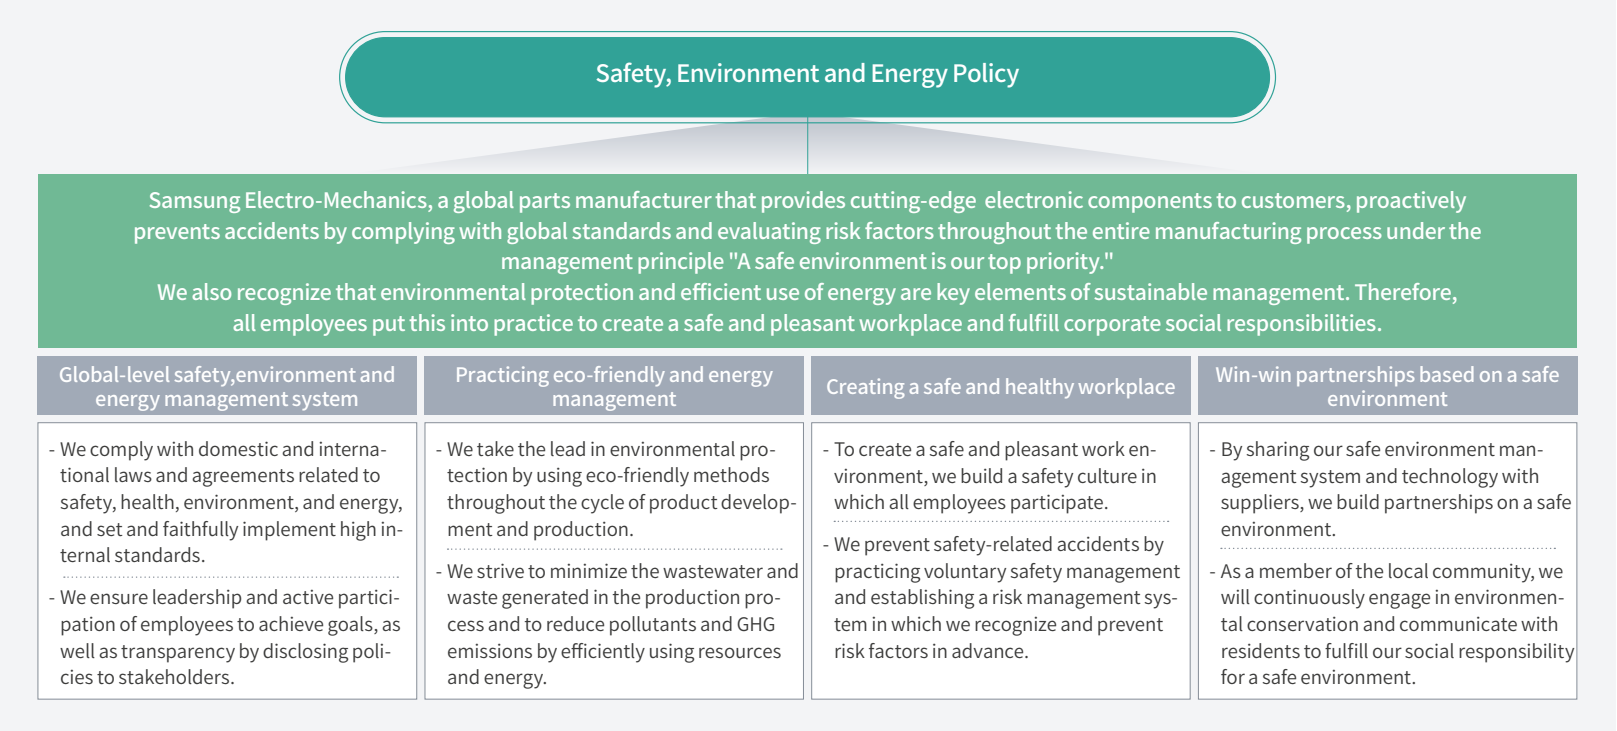 Safety, Environment and Energy Policy
Samsung Electro-Mechanics, a global parts manufacturer that provides cutting-edge electronic components to customers, proactively
prevents accidents by complying with global standards and evaluating risk factors throughout the entire manufacturing process under the
management principle "A safe environment is our top priority."
We also recognize that environmental protection and efficient use of energy are key elements of sustainable management. Therefore,
all employees put this into practice to create a safe and pleasant workplace and fulfill corporate social responsibilities.
Global-level safety,environment and
energy management system
- We comply with domestic and interna-
tional laws and agreements related to
safety, health, environment, and energy,
and set and faithfully implement high in-
ternal standards.
- We ensure leadership and active partici-
pation of employees to achieve goals, as
well as transparency by disclosing poli-
cies to stakeholders.
Practicing eco-friendly and energy
management
- We take the lead in environmental pro-
tection by using eco-friendly methods
throughout the cycle of product develop-
ment and production.
- We strive to minimize the wastewater and
waste generated in the production pro-
cess and to reduce pollutants and GHG
emissions by efficiently using resources
and energy.
Creating a safe and healthy workplace
- To create a safe and pleasant work en-
vironment, we build a safety culture in
which all employees participate.
- We prevent safety-related accidents by
practicing voluntary safety management
and establishing a risk management sys-
tem in which we recognize and prevent
risk factors in advance.
Win-win partnerships based on a safe
environment
- By sharing our safe environment man-
agement system and technology with
suppliers, we build partnerships on a safe
environment.
- As a member of the local community, we
will continuously engage in environmen-
tal conservation and communicate with
residents to fulfill our social responsibility
for a safe environment.